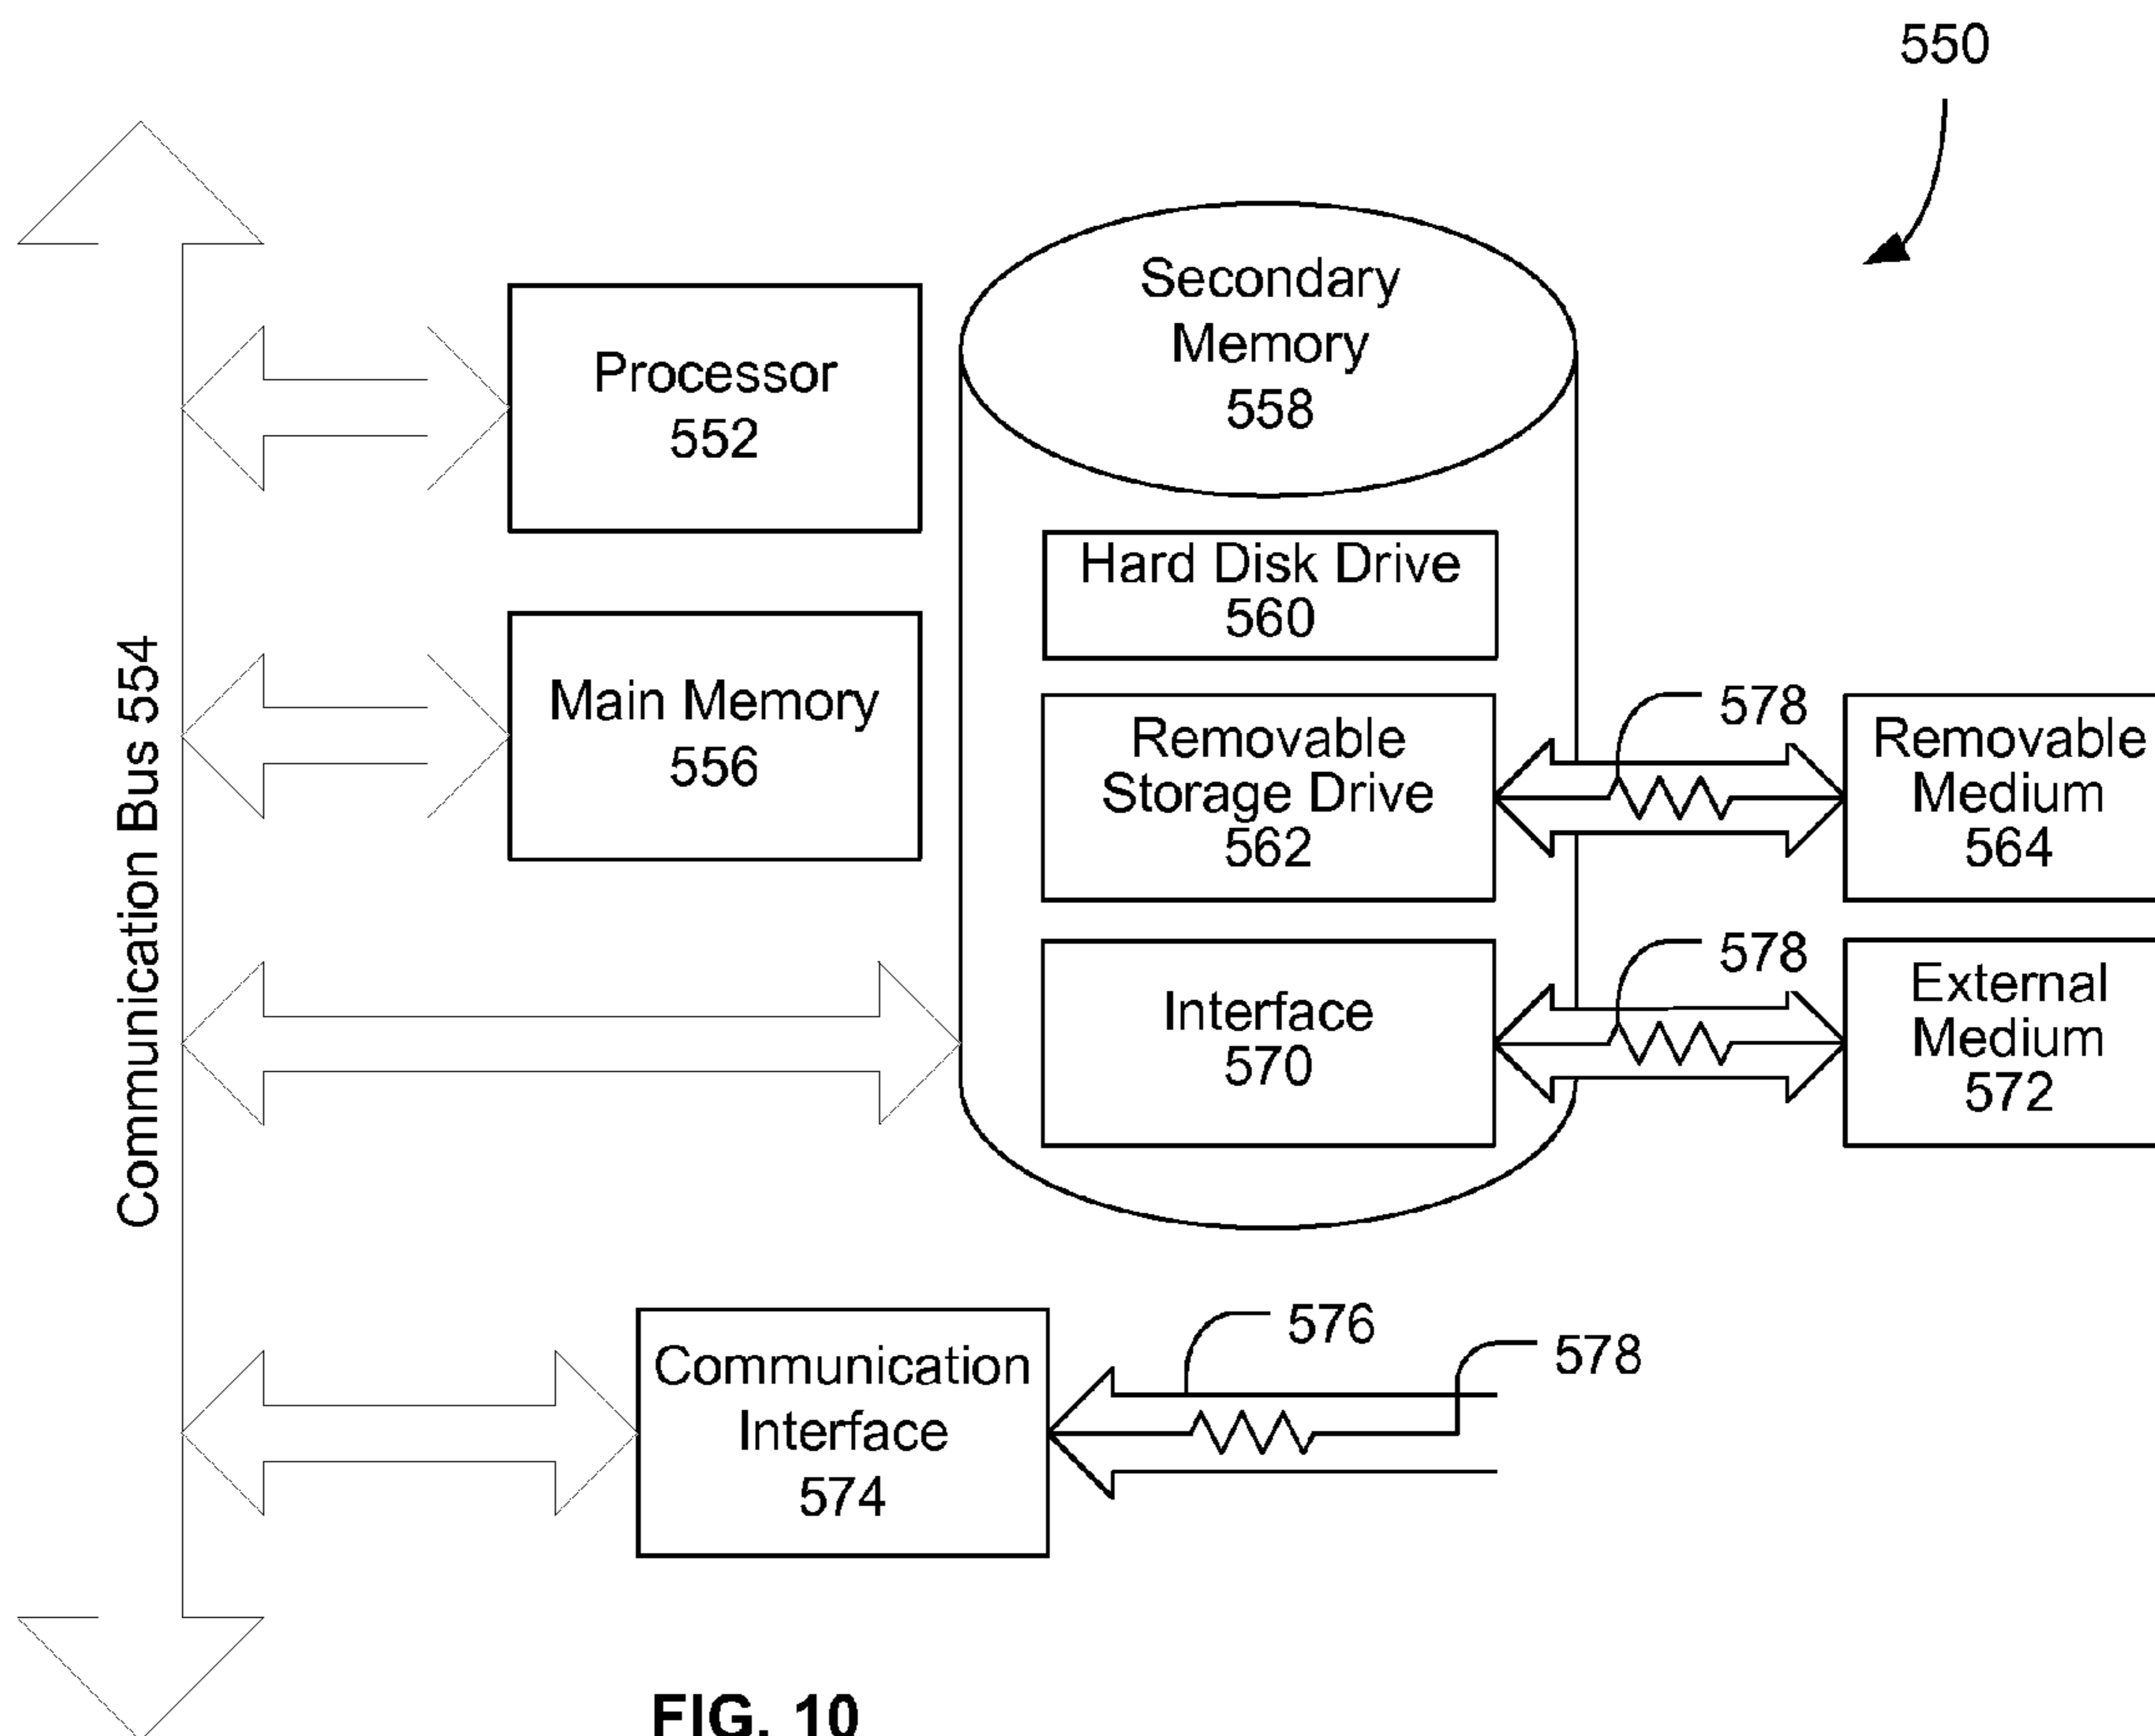 550
Secondary
Memory
558
Processor
552
Hard Disk Drive
560
Main Memory
556
Removable
Storage Drive
562
578
Removable
Medium
564
Communication Bus 554
Interface
570
578
External
Medium
572
Communication
Interface
574
576
578
FIG. 10